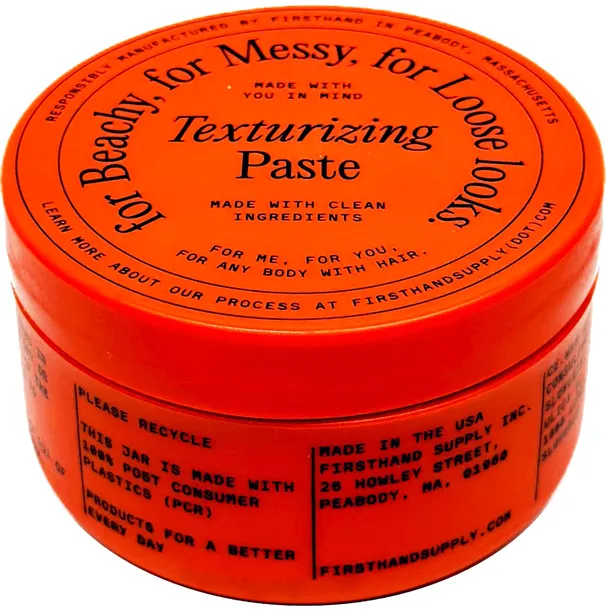 RESPONSIBLY MANUFACTURED BY FIRSTHAND IN PEABODY, MASSACHUSETTS
for Beachy, for Messy, for Loose looks.
MADE WITH
YOU IN MIND
Texturizing
Paste
MADE WITH CLEAN
INGREDIENTS
FOR ME, FOR YOU,
FOR ANY BODY WITH HAIR.
LEARN MORE ABOUT OUR PROCESS AT FIRSTHANDSUPPLY(DOT)COM
PLEASE RECYCLE
THIS JAR IS MADE WITH
100% POST CONSUMER
PLASTICS (PCR)
PRODUCTS FOR A BETTER
EVERY DAY
MADE IN THE USA
FIRSTHAND SUPPLY INC.
26 HOWLEY STREET,
PEABODY, MA, 01960
FIRSTHANDSUPPLY.COM